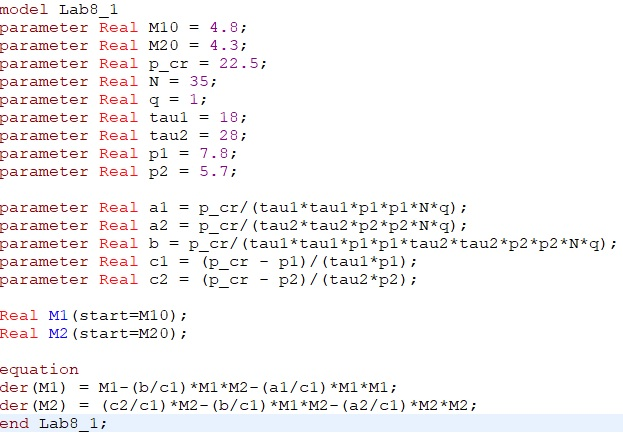 model Lab8_1
parameter Real M10 = 4.8;
parameter Real M20 = 4.3;
parameter Real p_cr = 22.5;
parameter Real N = 35;
parameter Real q = 1;
parameter Real tau1 = 18;
parameter Real tau2 = 28;
parameter Real p1 = 7.8;
parameter Real p2 = 5.7;
parameter Real a1 = p_cr/(tau1*tau1*p1*p1*N*q);
parameter Real a2 = p_cr/(tau2*tau2*p2*p2*N*q);
parameter Real b = p_cr/(tau1*tau1*p1*p1*tau2*tau2*p2*p2*N*q);
parameter Real c1 = (p_cr - p1)/(tau1*p1);
parameter Real c2 = (p_cr - p2)/(tau2*p2);
Real M1(start=M10);
Real M2(start=M20);
equation
der(M1) = M1-(b/c1)*M1*M2-(a1/c1)*M1*M1;
der(M2) = (c2/c1)*M2-(b/c1)*M1*M2-(a2/c1)*M2*M2;
end Lab8_1;